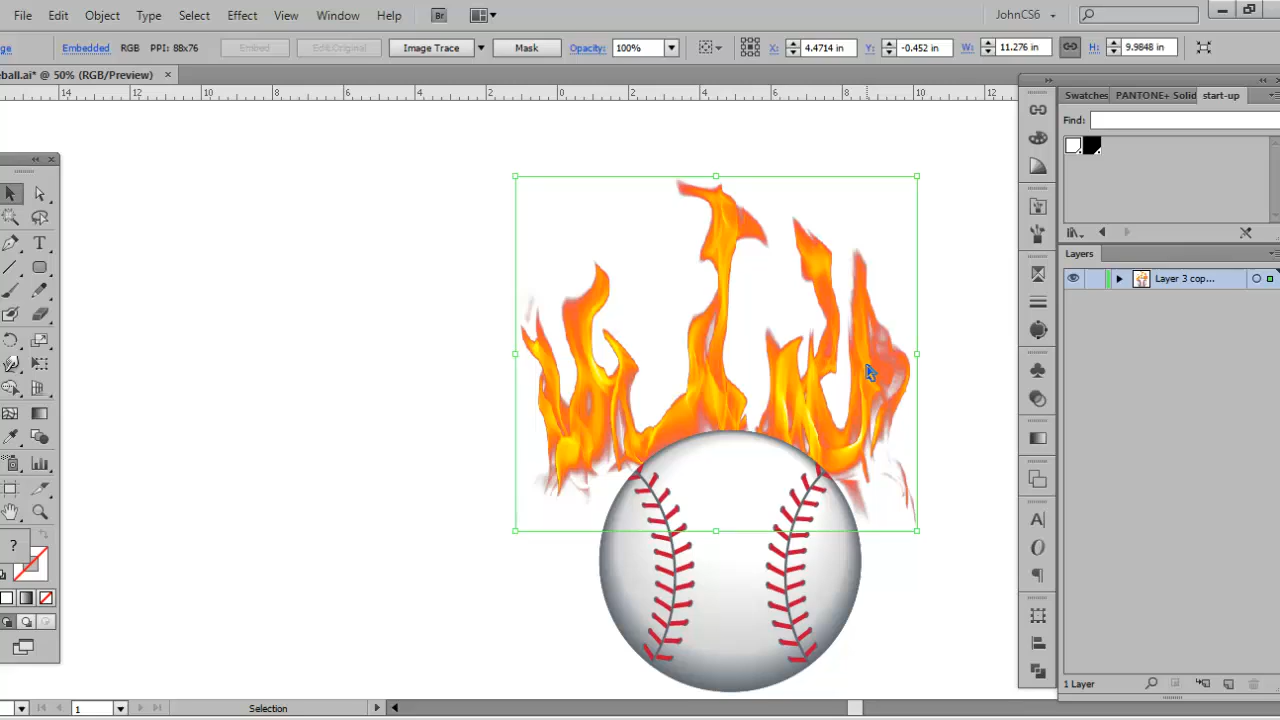 File Edit Object Type Select Effect View Window Help Br JohnCS6
ge Embedded RGB PPI: 88x76 Embed Edit Original Image Trace Mask Opacity: 100% X: 4.4714 in Y: -0.452 in W: 11.276 in H: 9.9848 in
eball.ai* @ 50% (RGB/Preview) ×
14 12 10 8 6 4 2 0 2 4 6 8 10 12
Swatches PANTONE+ Solid start-up
Find:
Layers
Layer 3 cop...
?
1 Layer
1 Selection